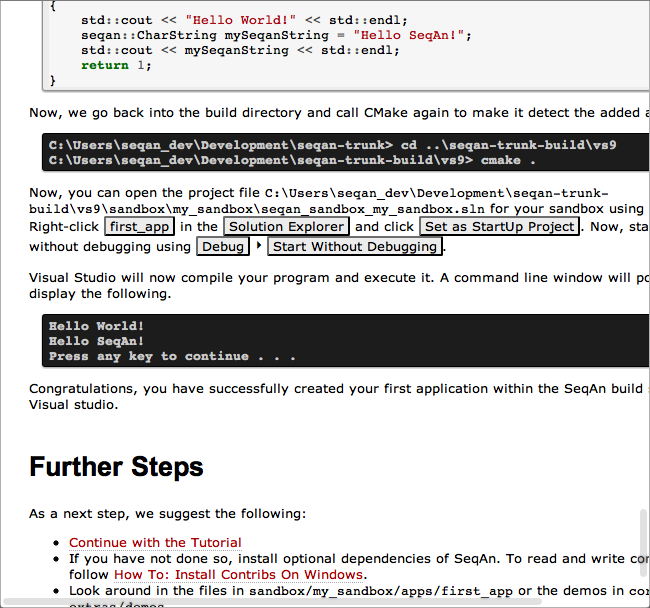 {
std::cout << "Hello World!" << std::endl;
seqan::CharString mySeqanString = "Hello SeqAn!";
std::cout << mySeqanString << std::endl;
return 1;
}
Now, we go back into the build directory and call CMake again to make it detect the added
C:\Users\seqan_dev\Development\seqan-trunk> cd ..\seqan-trunk-build\vs9
C:\Users\seqan_dev\Development\seqan-trunk-build\vs9> cmake .
Now, you can open the project file C:\Users\seqan_dev\Development\seqan-trunk-
build\vs9\sandbox\my_sandbox\seqan_sandbox_my_sandbox.sln for your sandbox using
Right-click first_app in the Solution Explorer and click Set as StartUp Project. Now, sta
without debugging using Debug ‣ Start Without Debugging.
Visual Studio will now compile your program and execute it. A command line window will po
display the following.
Hello World!
Hello SeqAn!
Press any key to continue . . .
Congratulations, you have successfully created your first application within the SeqAn build
Visual studio.
Further Steps
As a next step, we suggest the following:
• Continue with the Tutorial
• If you have not done so, install optional dependencies of SeqAn. To read and write co
follow How To: Install Contribs On Windows.
• Look around in the files in sandbox/my_sandbox/apps/first_app or the demos in co
extras/demos